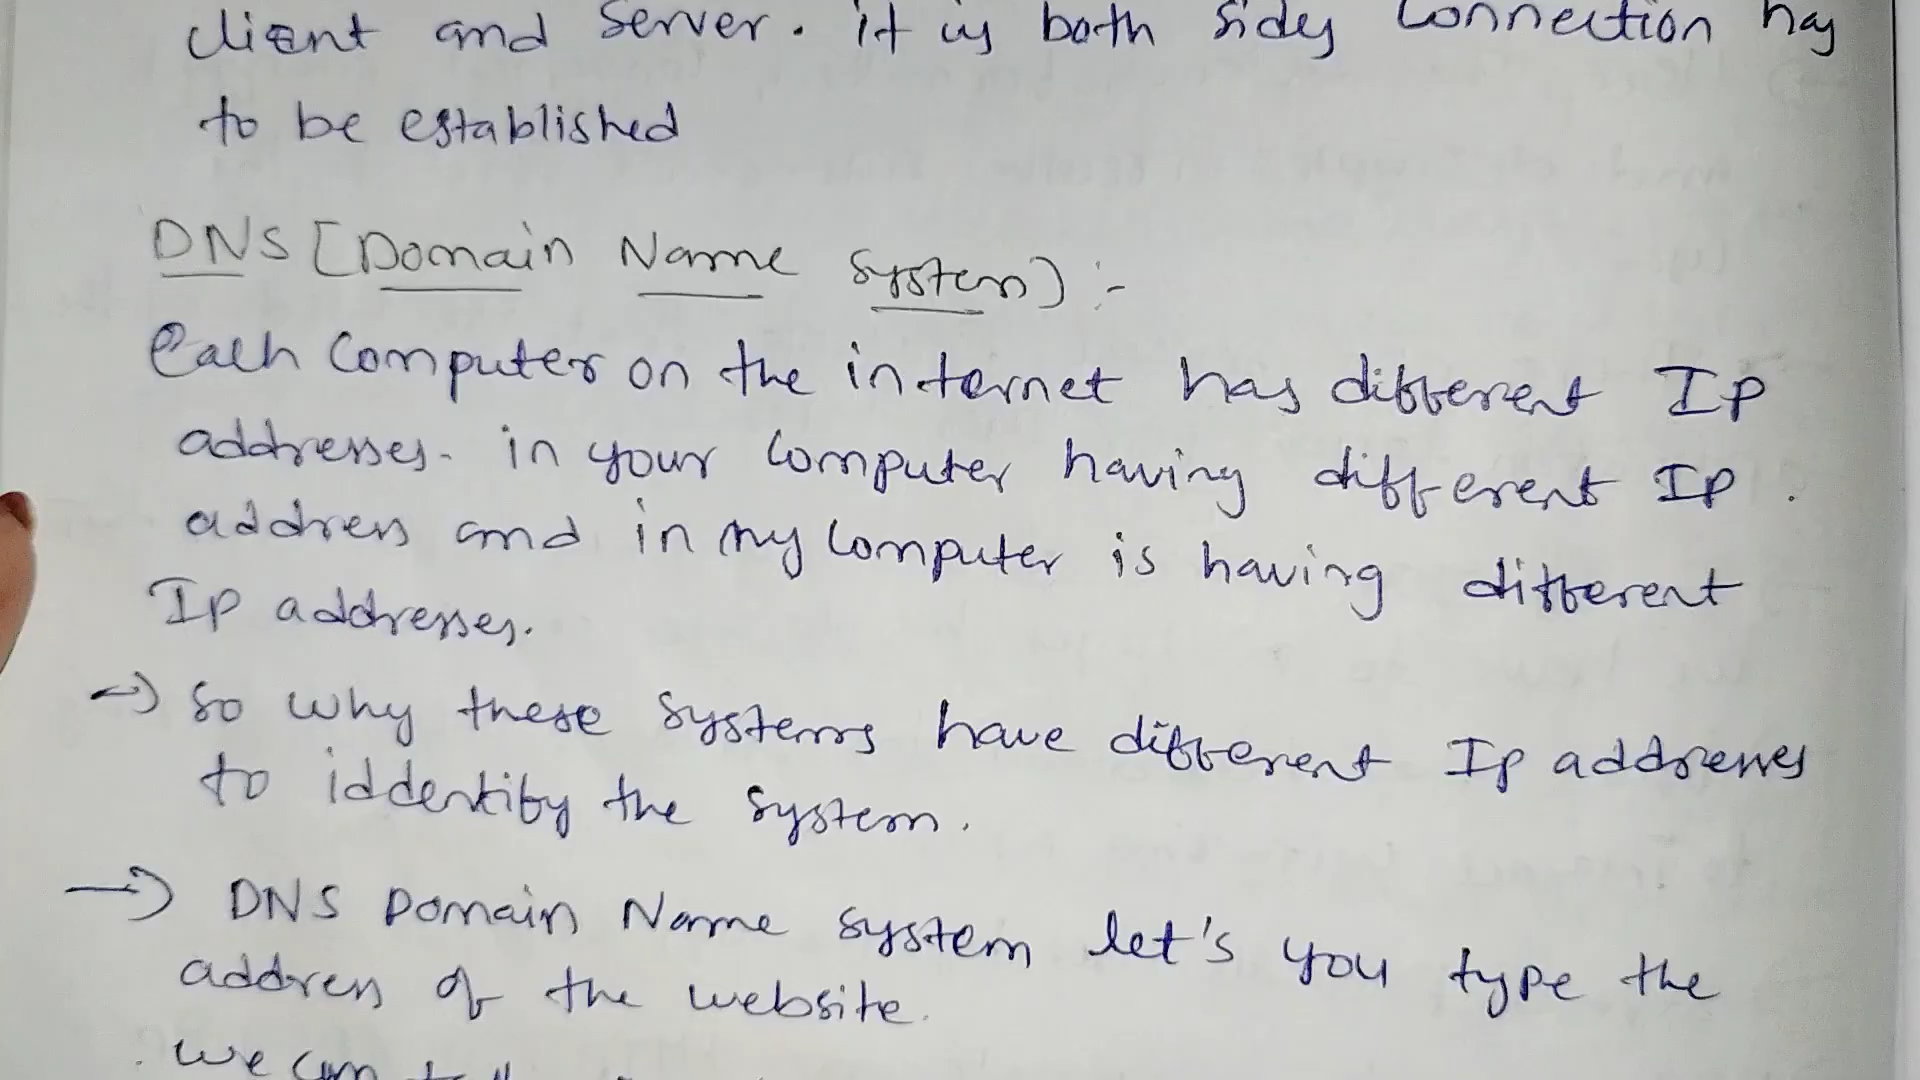 client and server. it is both sides connection has
to be established
DNS [Domain Name System] :-
Each computer on the internet has different IP
addresses. in your computer having different IP
address and in my computer is having different
IP addresses.
→ So why these systems have different Ip addresses
to iddentify the system.
→ DNS Domain Name system let's you type the
address of the website.
we can